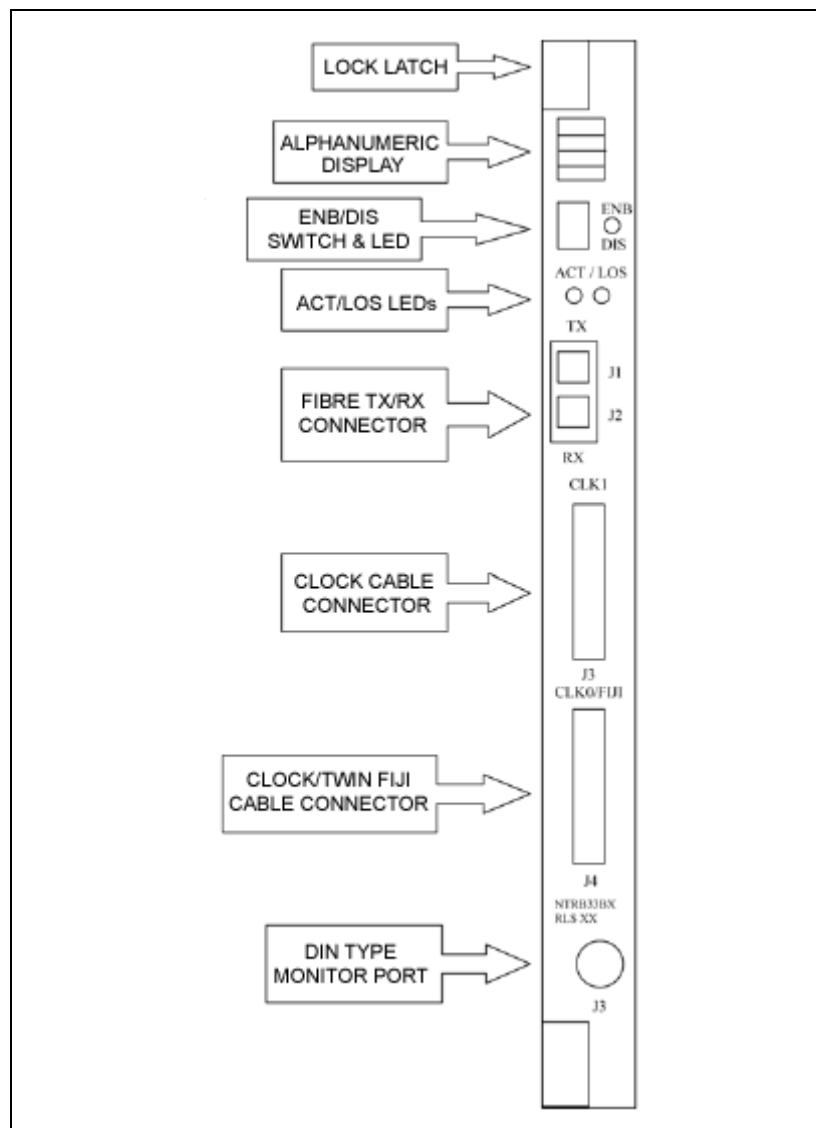 LOCK LATCH
ALPHANUMERIC
DISPLAY
ENB/DIS
SWITCH & LED
ENB
DIS
ACT/LOS LEDs
ACT / LOS
TX
FIBRE TX/RX
CONNECTOR
J1
J2
RX
CLK1
CLOCK CABLE
CONNECTOR
J3
CLK0/FIJI
CLOCK/TWIN FIJI
CABLE CONNECTOR
J4
NTRB33BX
RLS XX
DIN TYPE
MONITOR PORT
J3